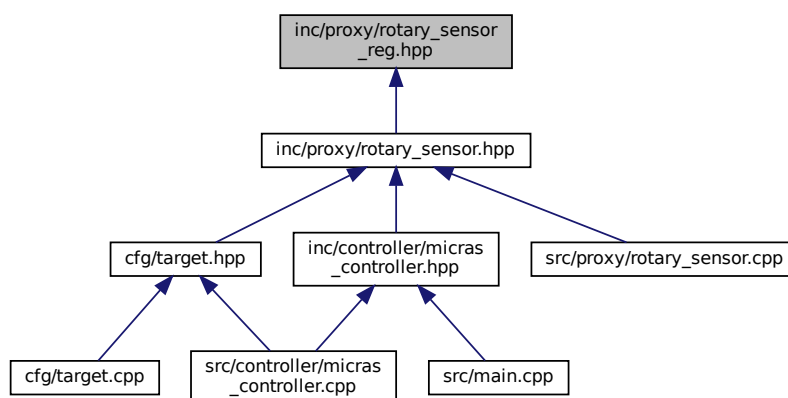 inc/proxy/rotary_sensor
_reg.hpp
inc/proxy/rotary_sensor.hpp
cfg/target.hpp
inc/controller/micras
_controller.hpp
src/proxy/rotary_sensor.cpp
cfg/target.cpp
src/controller/micras
_controller.cpp
src/main.cpp